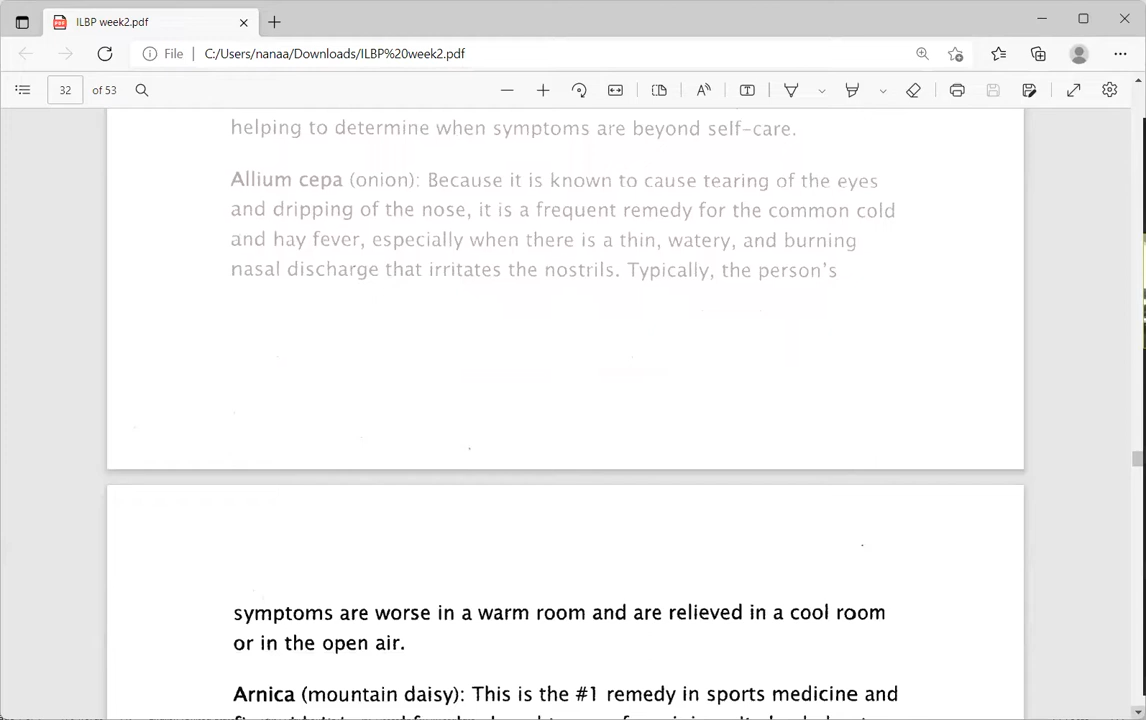 ILBP week2.pdf
File C:/Users/nanaa/Downloads/ILBP%20week2.pdf
32 of 53
helping to determine when symptoms are beyond self-care.
Allium cepa (onion): Because it is known to cause tearing of the eyes
and dripping of the nose, it is a frequent remedy for the common cold
and hay fever, especially when there is a thin, watery, and burning
nasal discharge that irritates the nostrils. Typically, the person's
symptoms are worse in a warm room and are relieved in a cool room
or in the open air.
Arnica (mountain daisy): This is the #1 remedy in sports medicine and